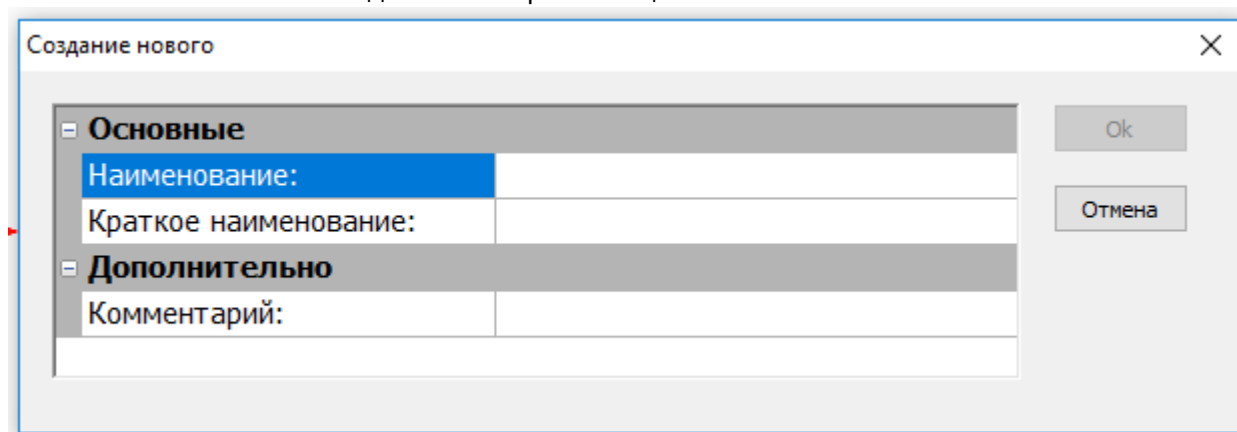 Создание нового
Основные
Ok
Наименование:
Краткое наименование:
Отмена
Дополнительно
Комментарий: